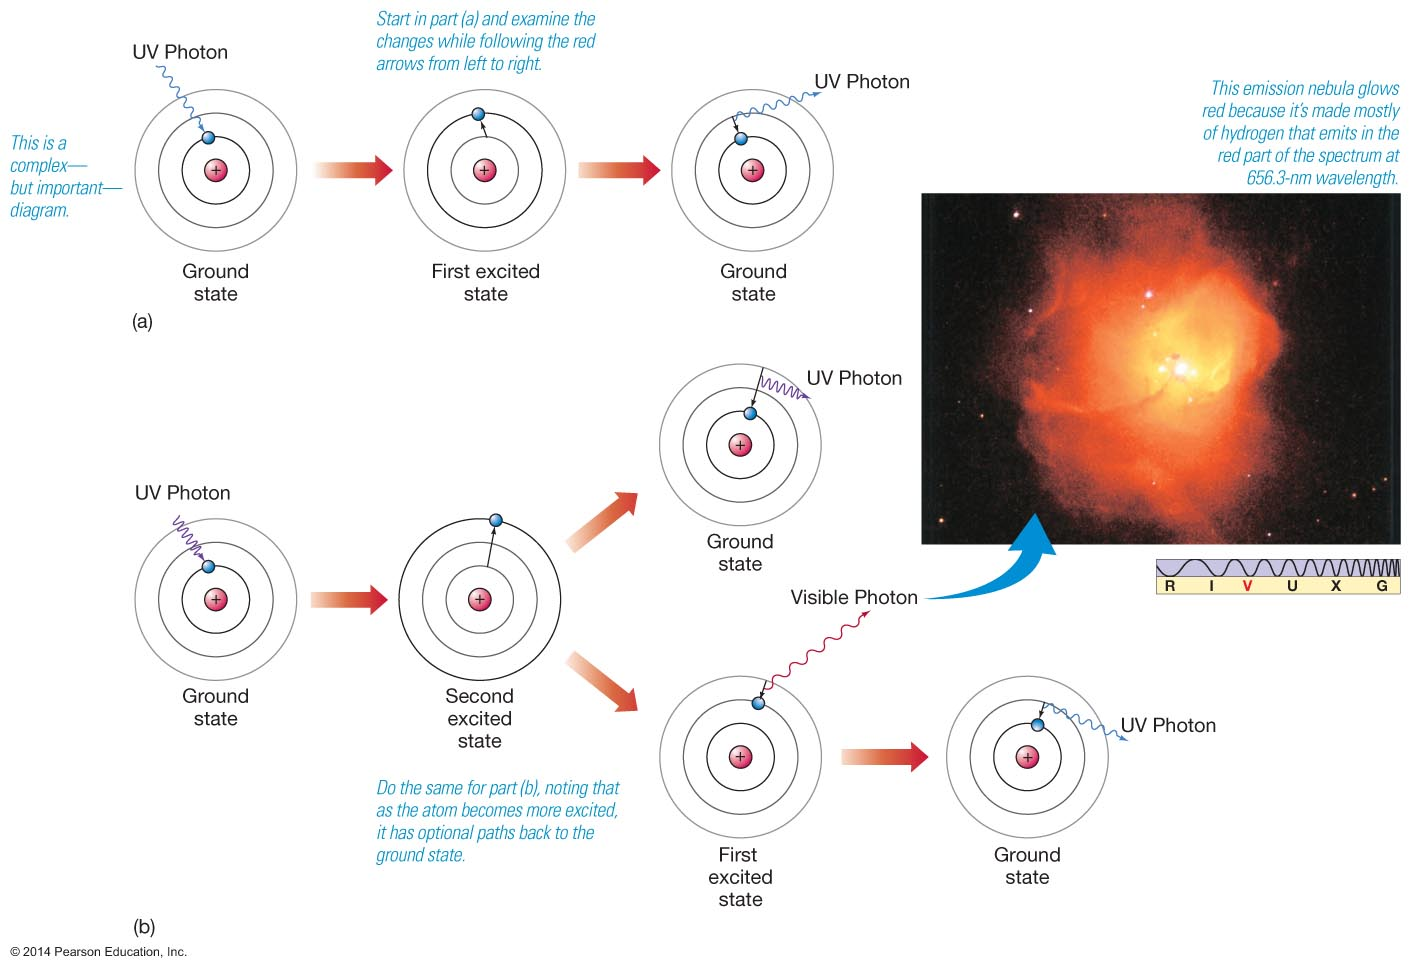 Start in part (a) and examine the
changes while following the red
arrows from left to right.
UV Photon
UV Photon
This emission nebula glows
red because it's made mostly
of hydrogen that emits in the
red part of the spectrum at
656.3-nm wavelength.
This is a
complex—
but important—
diagram.
+
+
+
Ground
state
First excited
state
Ground
state
(a)
UV Photon
+
Ground
state
UV Photon
+
Ground
state
+
Second
excited
state
R I V U X G
Visible Photon
+
First
excited
state
UV Photon
+
Ground
state
Do the same for part (b), noting that
as the atom becomes more excited,
it has optional paths back to the
ground state.
(b)
© 2014 Pearson Education, Inc.